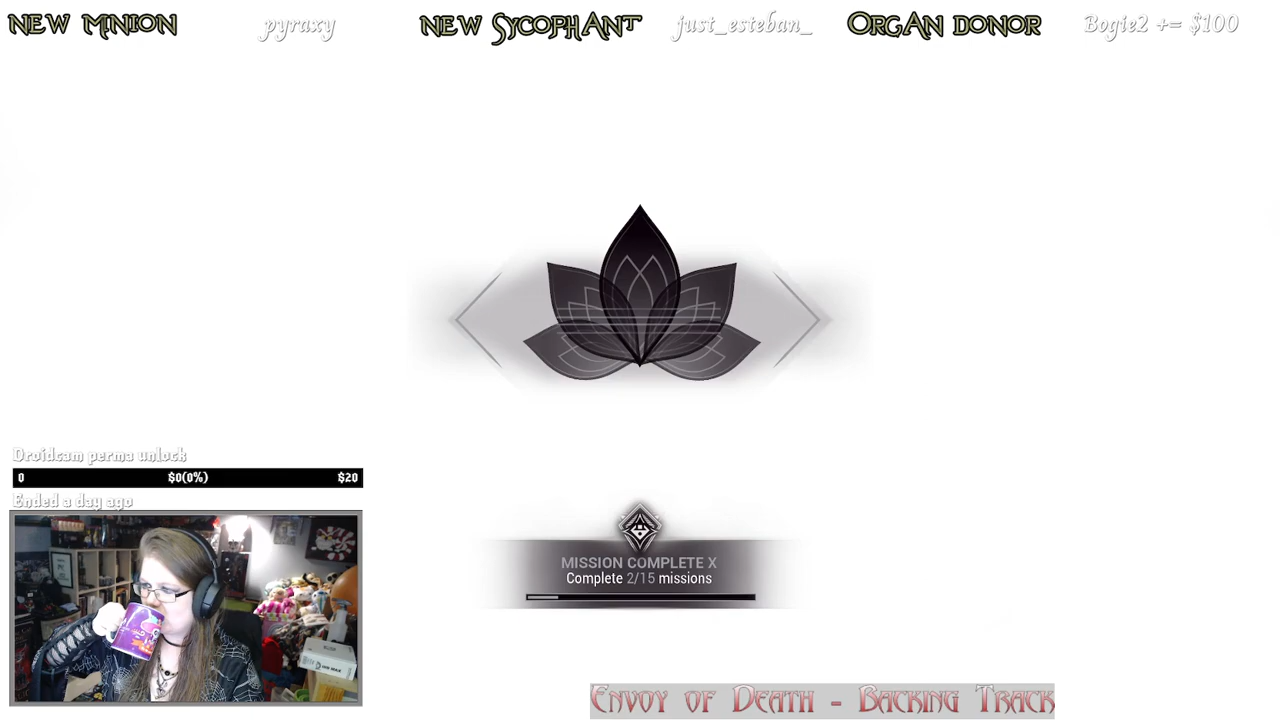 NEW MINION
pyraxy
NEW SYCOPHANT
just_esteban_
ORGAN DONOR
Bogie2 += $100
Droidcam perma unlock
0 $0(0%) $20
Ended a day ago
MISSION COMPLETE X
Complete 2/15 missions
ENVOY OF DEATH - BACKING TRACK